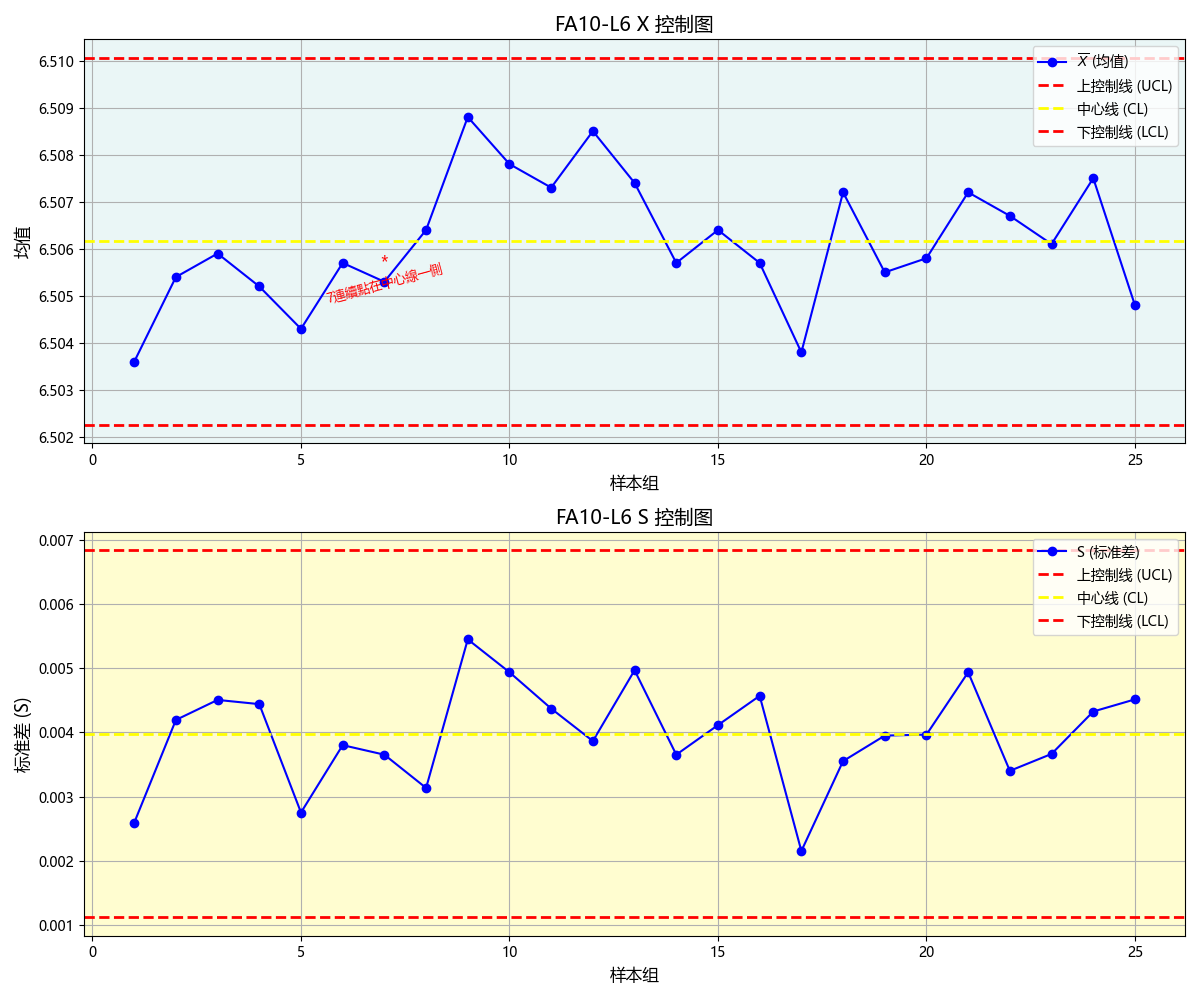 FA10-L6 X 控制图
6.510
6.509
6.508
6.507
6.506
6.505
6.504
6.503
6.502
均值
X (均值)
上控制线 (UCL)
中心线 (CL)
下控制线 (LCL)
*
7連續點在中心線一側
0
5
10
15
20
25
样本组
FA10-L6 S 控制图
0.007
0.006
0.005
0.004
0.003
0.002
0.001
标准差 (S)
S (标准差)
上控制线 (UCL)
中心线 (CL)
下控制线 (LCL)
0
5
10
15
20
25
样本组